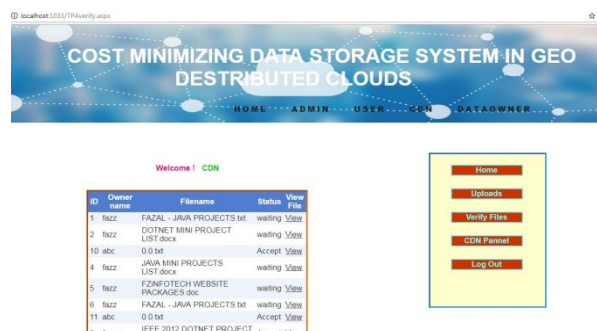 localhost:1033/TPAverify.aspx
COST MINIMIZING DATA STORAGE SYSTEM IN GEO
DESTRIBUTED CLOUDS
HOME ADMIN USER CDN DATAOWNER
Welcome ! CDN
ID Owner name Filename Status View File
1 fazz FAZAL - JAVA PROJECTS.txt waiting View
2 fazz DOTNET MINI PROJECT LIST.docx waiting View
10 abc 0.0.txt Accept View
4 fazz JAVA MINI PROJECTS LIST.docx waiting View
5 fazz FZINFOTECH WEBSITE PACKAGES.doc waiting View
6 fazz FAZAL - JAVA PROJECTS.txt waiting View
11 abc 0.0.txt Accept View
IEEE 2012 DOTNET PROJECT
Home
Uploads
Verify Files
CDN Pannel
Log Out